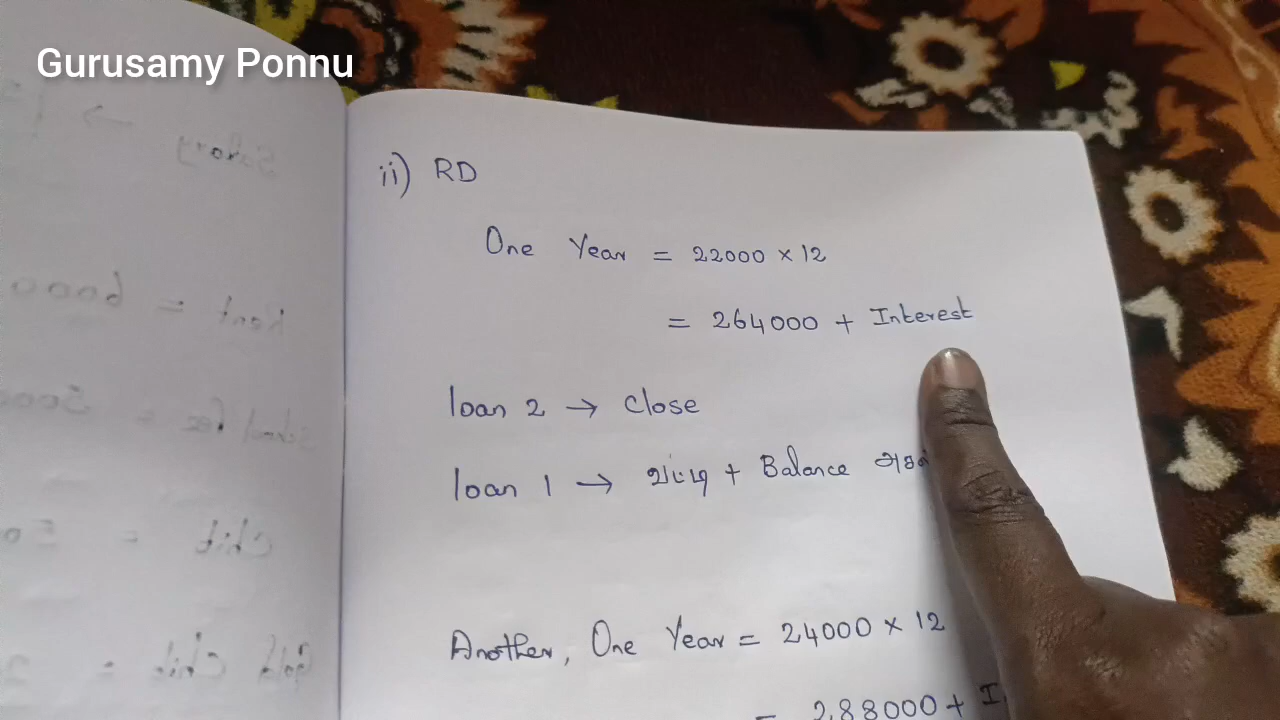 Gurusamy Ponnu
ii) RD
One Year = 22000 × 12
= 264000 + Interest
loan 2 → Close
loan 1 → வட்டி + Balance
Another, One Year = 24000 × 12
= 288000 +